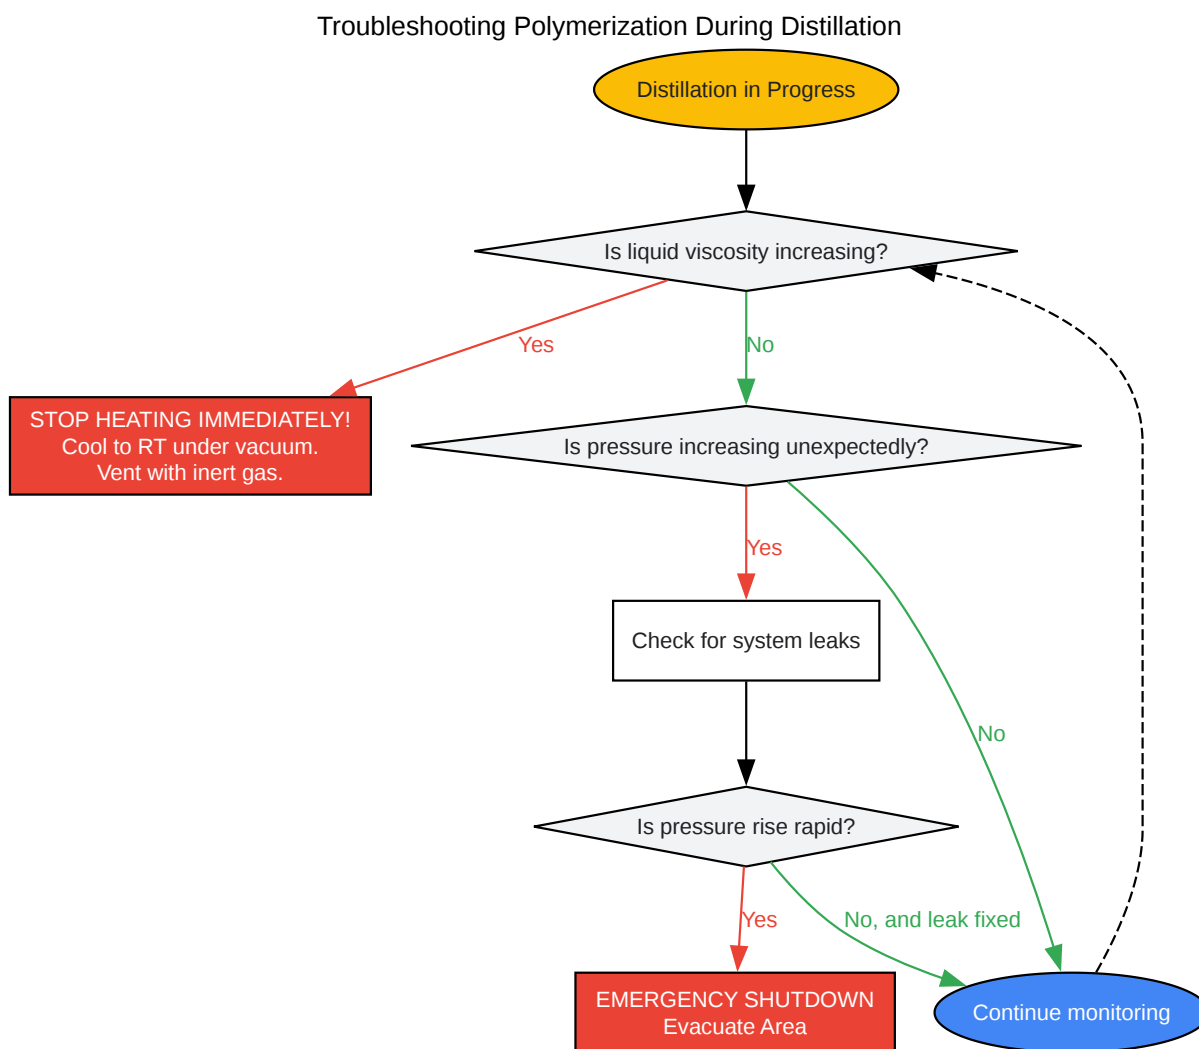 Troubleshooting Polymerization During Distillation
Distillation in Progress
Is liquid viscosity increasing?
Yes
No
STOP HEATING IMMEDIATELY!
Cool to RT under vacuum.
Vent with inert gas.
Is pressure increasing unexpectedly?
Yes
Check for system leaks
No
Is pressure rise rapid?
Yes
No, and leak fixed
EMERGENCY SHUTDOWN
Evacuate Area
Continue monitoring